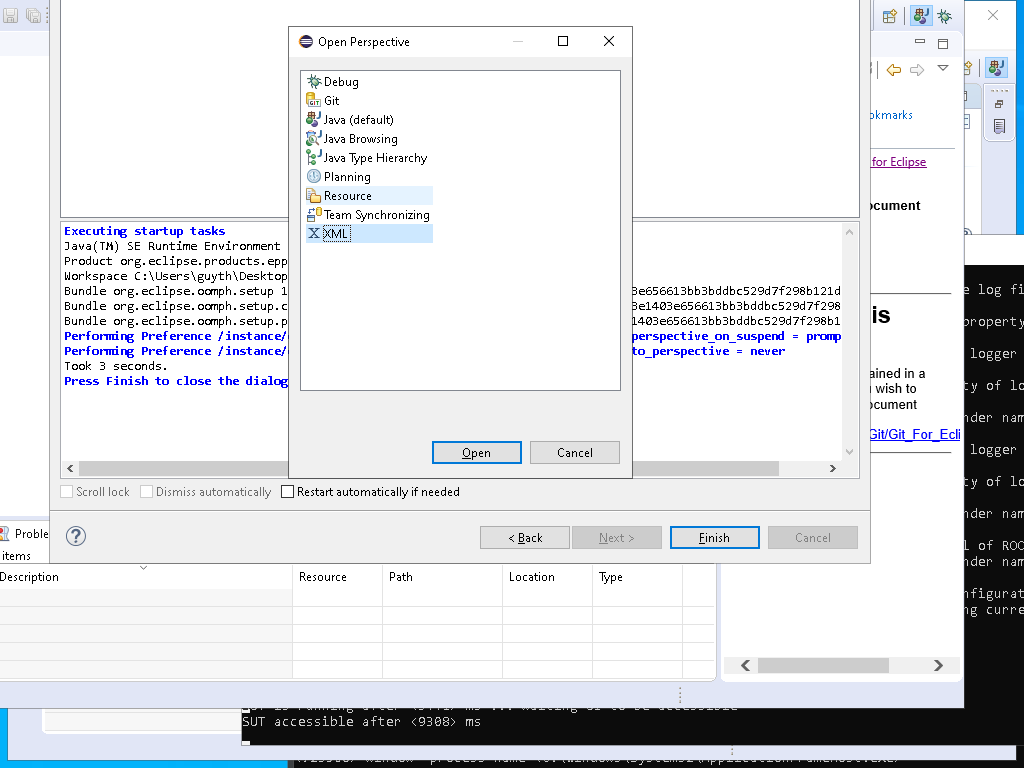 Open Perspective
Debug
Git
Java (default)
Java Browsing
Java Type Hierarchy
Planning
Resource
Team Synchronizing
XML
Open
Cancel
Executing startup tasks
Java(TM) SE Runtime Environment
Product org.eclipse.products.epp
Workspace C:\Users\guyth\Desktop
Bundle org.eclipse.oomph.setup 1 3e656613bb3bddbc529d7f298b121d
Bundle org.eclipse.oomph.setup.c 3e1403e656613bb3bddbc529d7f298
Bundle org.eclipse.oomph.setup.p 1403e656613bb3bddbc529d7f298b1
Performing Preference /instance/ perspective_on_suspend = promp
Performing Preference /instance/ to_perspective = never
Took 3 seconds.
Press Finish to close the dialog
Scroll lock Dismiss automatically Restart automatically if needed
< Back Next > Finish Cancel
okmarks
for Eclipse
ocument
is
ained in a
wish to
ocument
Git/Git_For_Ecli
e log fi
property
logger
ty of lo
nder nam
logger
ty of lo
nder nam
l of ROO
nder nam
nfigurat
ng curre
Proble
items
Description Resource Path Location Type
SUT accessible after <9308> ms